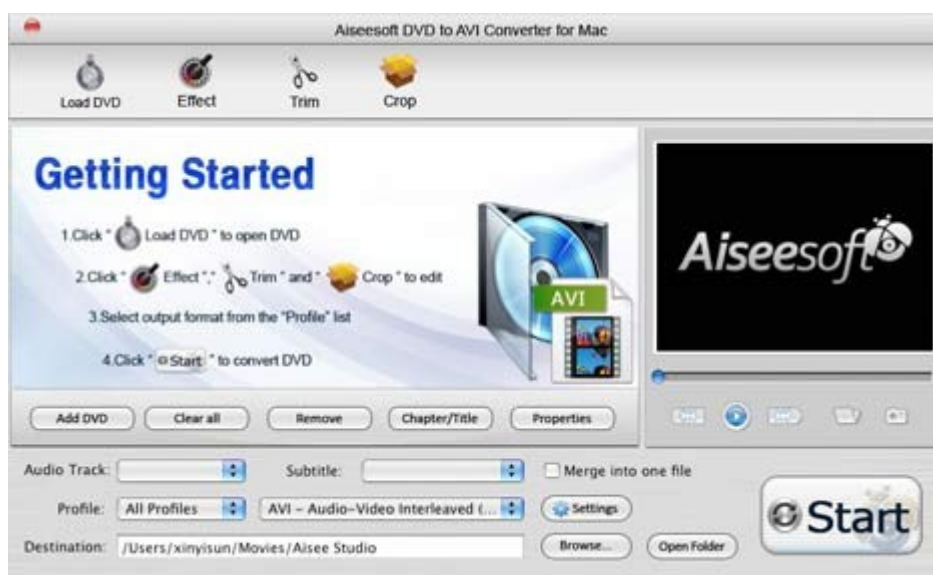 Aiseesoft DVD to AVI Converter for Mac
Load DVD Effect Trim Crop
Getting Started
1.Click " Load DVD " to open DVD
2.Click " Effect "," Trim " and " Crop " to edit
3.Select output format from the "Profile" list
4.Click " Start " to convert DVD
AVI
Aiseesoft
Add DVD Clear all Remove Chapter/Title Properties
Audio Track: Subtitle: Merge into one file
Profile: All Profiles AVI – Audio-Video Interleaved (... Settings
Start
Destination: /Users/xinyisun/Movies/Aisee Studio Browse... Open Folder